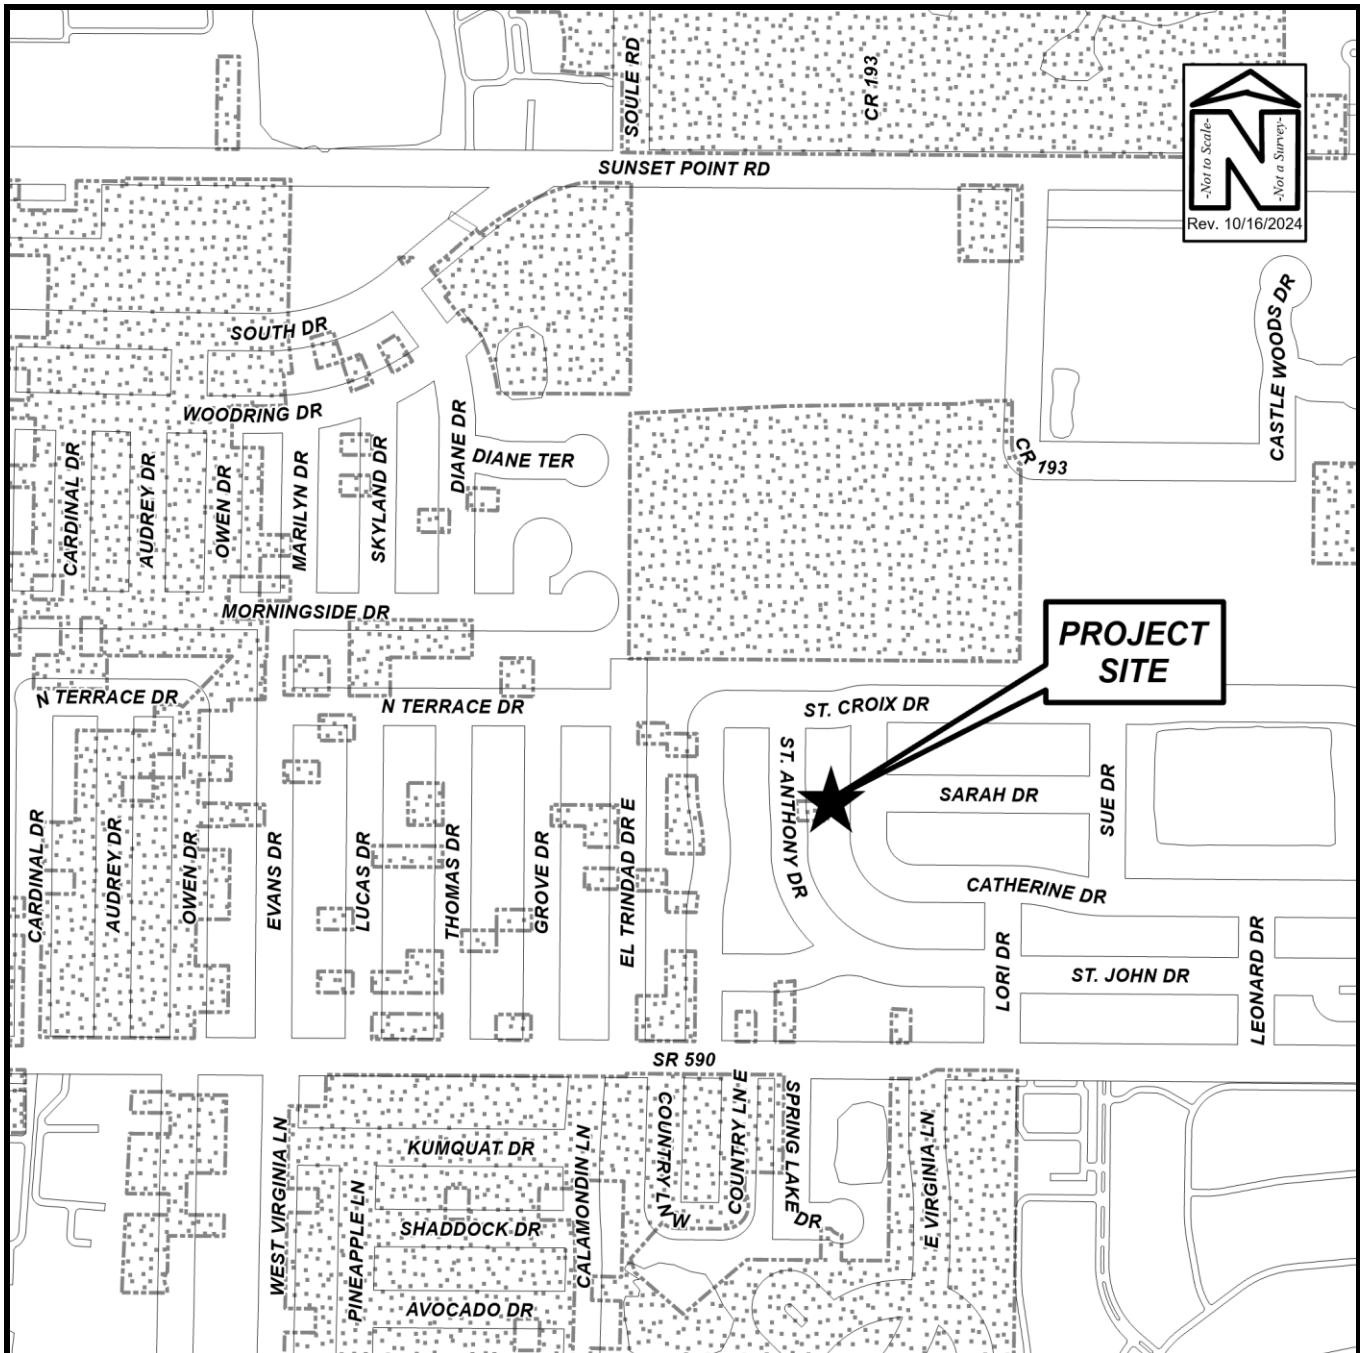 SOULE RD
CR 193
SUNSET POINT RD
-Not to Scale-
N
-Not a Survey-
Rev. 10/16/2024
SOUTH DR
CASTLE WOODS DR
WOODRING DR
CARDINAL DR
AUDREY DR
OWEN DR
MARILYN DR
SKYLAND DR
DIANE DR
DIANE TER
CR 193
MORNINGSIDE DR
PROJECT
SITE
N TERRACE DR
N TERRACE DR
ST. CROIX DR
ST. ANTHONY DR
SARAH DR
SUE DR
CARDINAL DR
AUDREY DR
OWEN DR
EVANS DR
LUCAS DR
THOMAS DR
GROVE DR
EL TRINDAD DR E
CATHERINE DR
LORI DR
ST. JOHN DR
LEONARD DR
SR 590
WEST VIRGINIA LN
PINEAPPLE LN
KUMQUAT DR
SHADDOCK DR
AVOCADO DR
CALAMONDIN LN
COUNTRY LN W
COUNTRY LN E
SPRING LAKE DR
E VIRGINIA LN